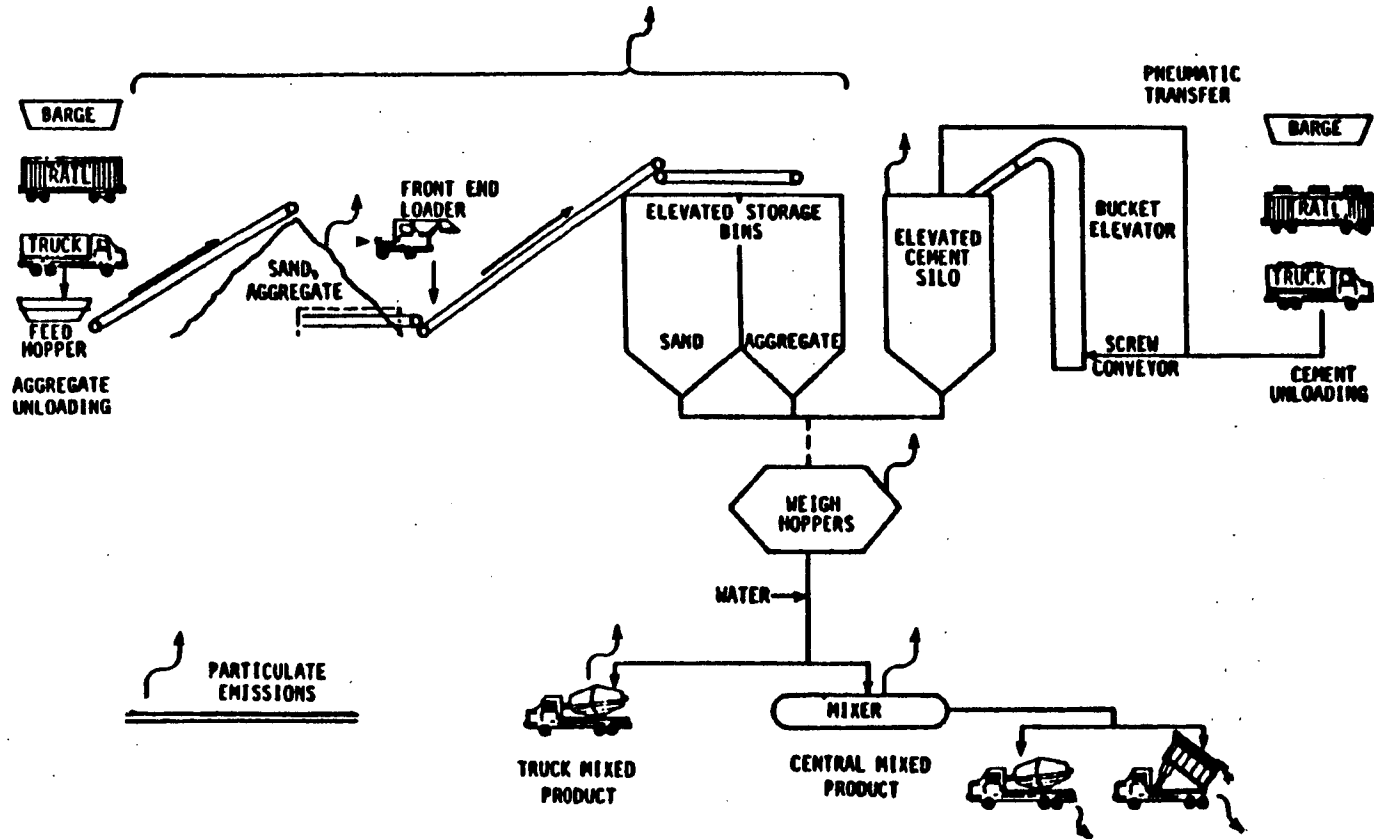 PNEUMATIC
TRANSFER
BARGE
RAIL
TRUCK
FEED
HOPPER
AGGREGATE
UNLOADING
SAND,
AGGREGATE
FRONT END
LOADER
ELEVATED STORAGE
BINS
SAND
AGGREGATE
ELEVATED
CEMENT
SILO
BUCKET
ELEVATOR
SCREW
CONVEYOR
BARGE
RAIL
TRUCK
CEMENT
UNLOADING
WEIGH
HOPPERS
WATER
PARTICULATE
EMISSIONS
TRUCK MIXED
PRODUCT
MIXER
CENTRAL MIXED
PRODUCT